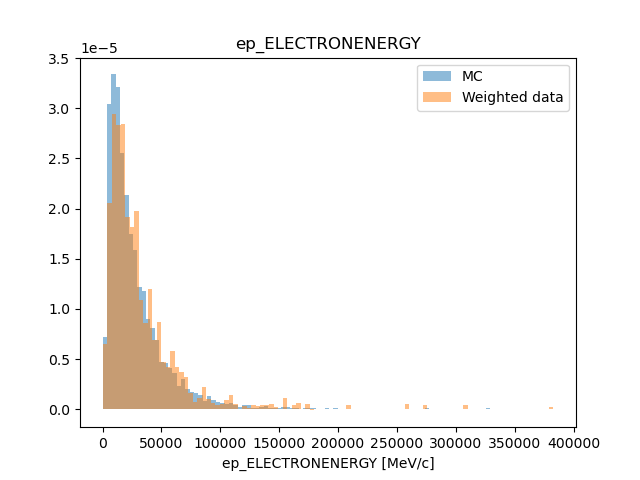 ep_ELECTRONENERGY
1e−5
3.5
3.0
2.5
2.0
1.5
1.0
0.5
0.0
MC
Weighted data
0 50000 100000 150000 200000 250000 300000 350000 400000
ep_ELECTRONENERGY [MeV/c]